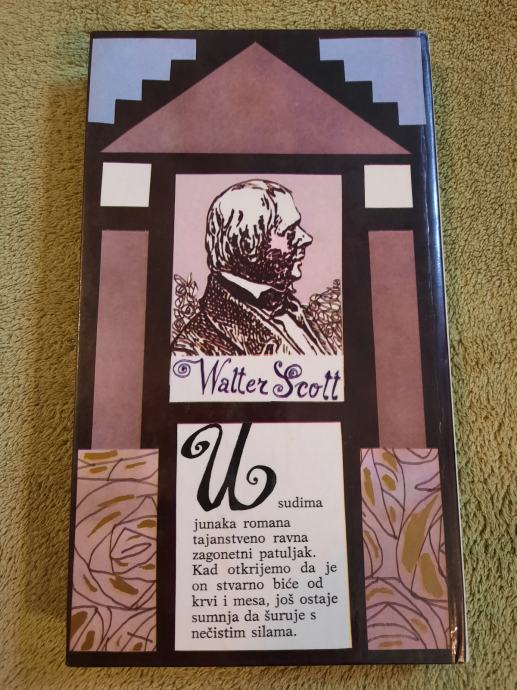 Walter Scott
U sudima
junaka romana
tajanstveno ravna
zagonetni patuljak.
Kad otkrijemo da je
on stvarno biće od
krvi i mesa, još ostaje
sumnja da šuruje s
nečistim silama.